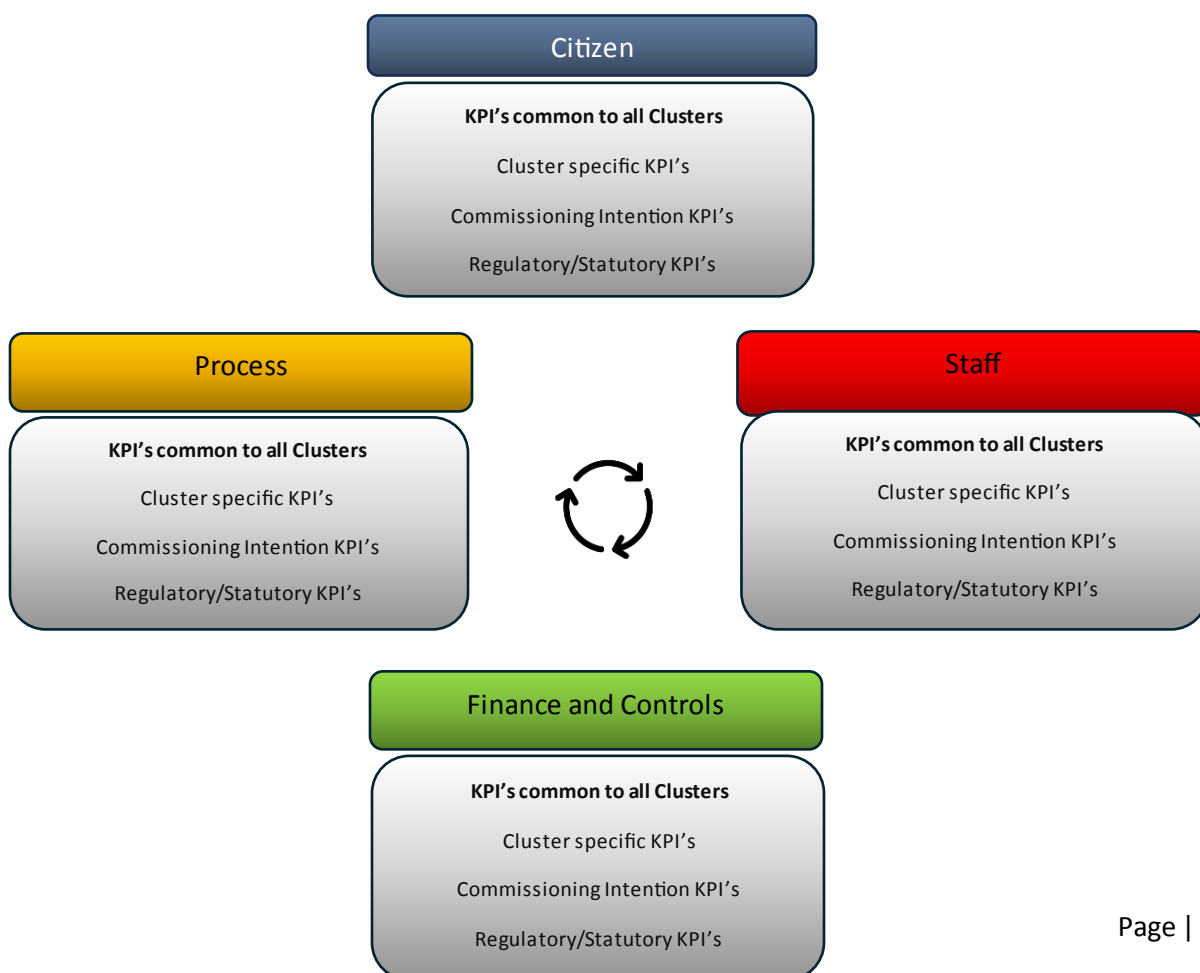 Citizen
KPI’s common to all Clusters
Cluster specific KPI’s
Commissioning Intention KPI’s
Regulatory/Statutory KPI’s
Process
KPI’s common to all Clusters
Cluster specific KPI’s
Commissioning Intention KPI’s
Regulatory/Statutory KPI’s
Staff
KPI’s common to all Clusters
Cluster specific KPI’s
Commissioning Intention KPI’s
Regulatory/Statutory KPI’s
Finance and Controls
KPI’s common to all Clusters
Cluster specific KPI’s
Commissioning Intention KPI’s
Regulatory/Statutory KPI’s
Page |